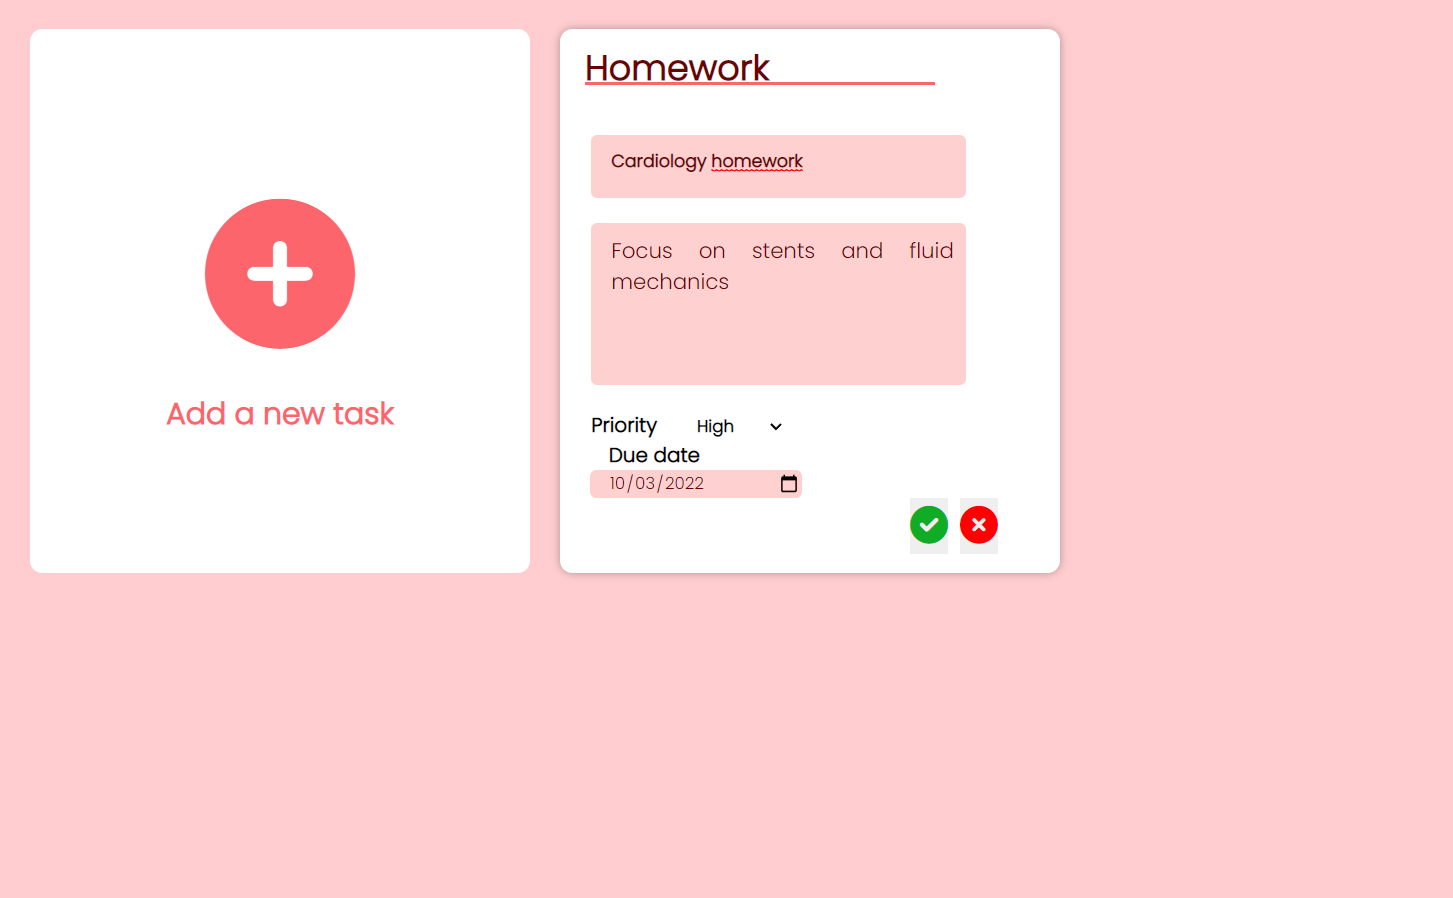 Add a new task
Homework
Cardiology homework
Focus on stents and fluid
mechanics
Priority High
Due date
10/03/2022